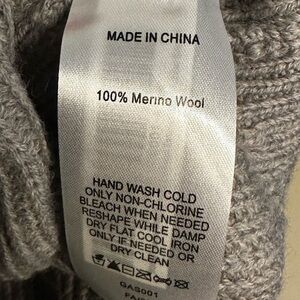 MADE IN CHINA
100% Merino Wool
HAND WASH COLD
ONLY NON-CHLORINE
BLEACH WHEN NEEDED
RESHAPE WHILE DAMP
DRY FLAT COOL IRON
ONLY IF NEEDED OR
DRY CLEAN
GAS001